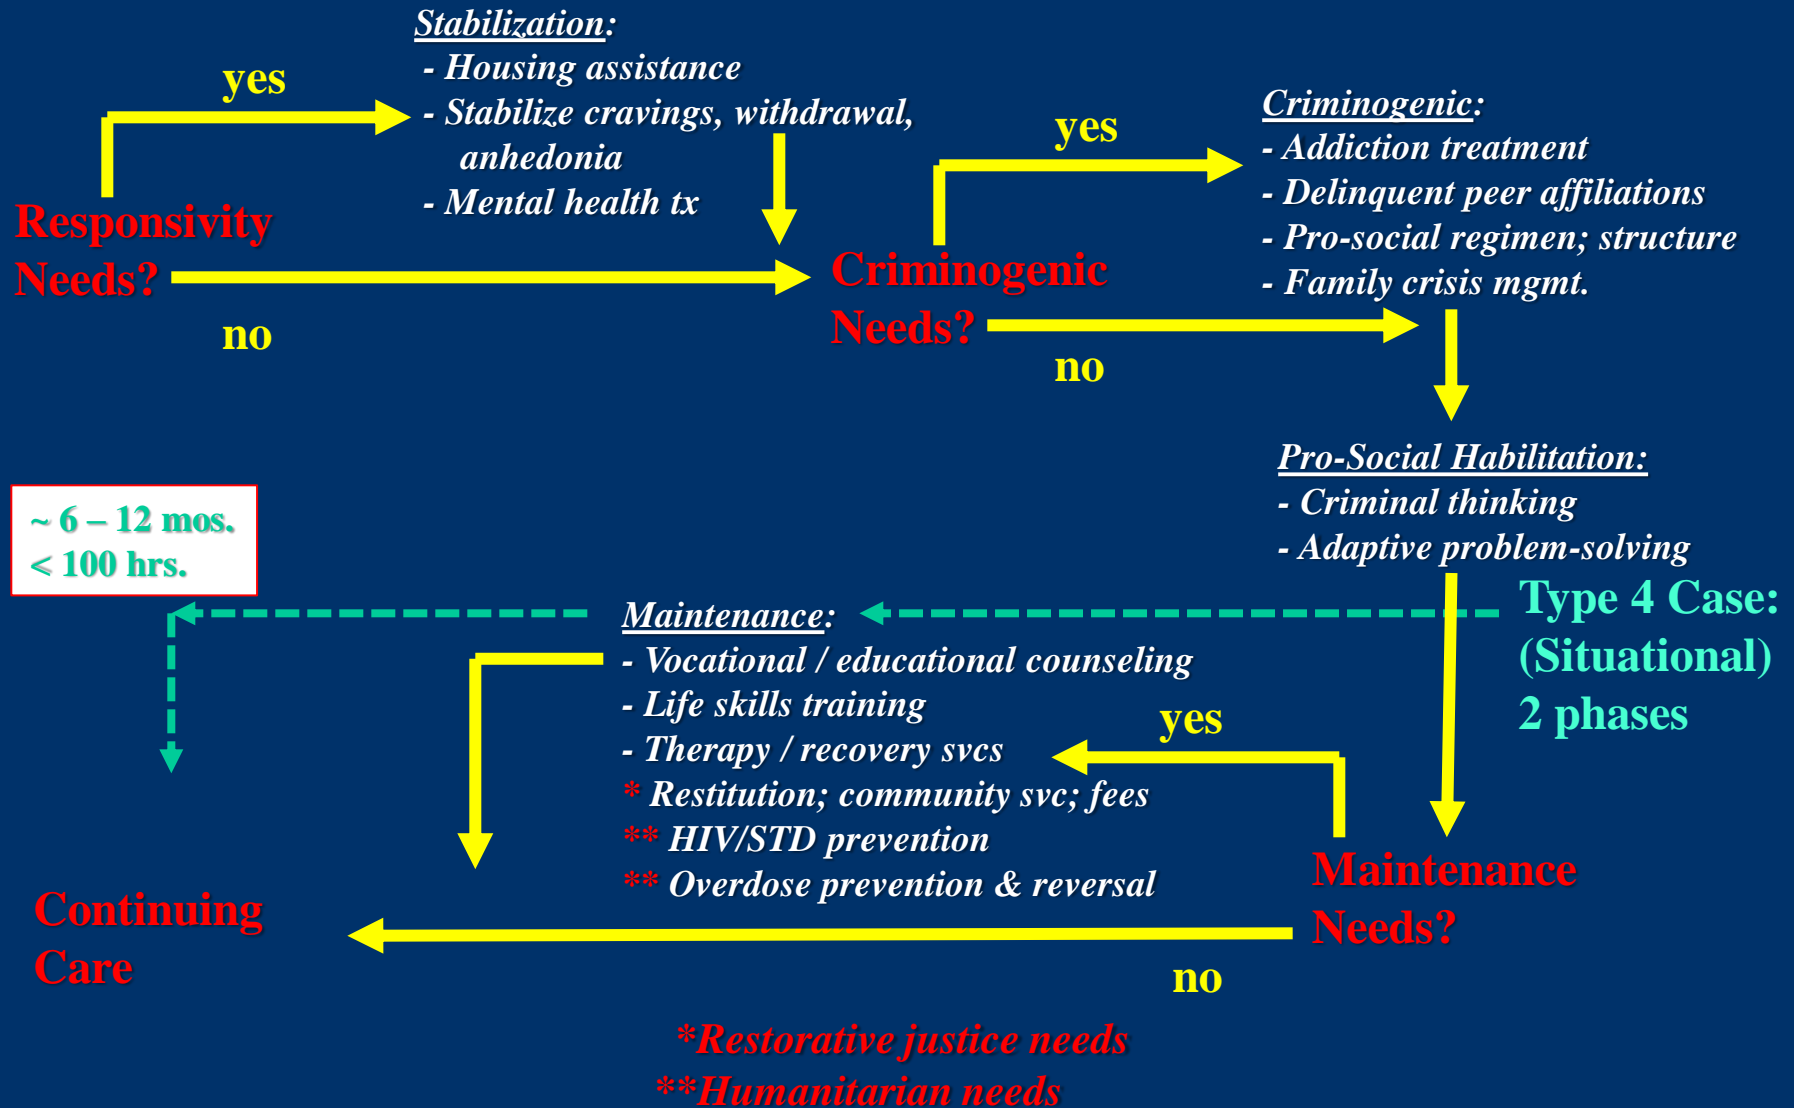 Stabilization:
- Housing assistance
yes
- Stabilize cravings, withdrawal,
anhedonia
- Mental health tx
Responsivity
Needs?
no
Criminogenic:
yes
- Addiction treatment
- Delinquent peer affiliations
- Pro-social regimen; structure
- Family crisis mgmt.
Criminogenic
Needs?
no
Pro-Social Habilitation:
- Criminal thinking
- Adaptive problem-solving
~ 6 – 12 mos.
< 100 hrs.
Type 4 Case:
(Situational)
2 phases
Maintenance:
- Vocational / educational counseling
- Life skills training
- Therapy / recovery svcs
* Restitution; community svc; fees
** HIV/STD prevention
** Overdose prevention & reversal
yes
Maintenance
Needs?
Continuing
Care
no
*Restorative justice needs
**Humanitarian needs